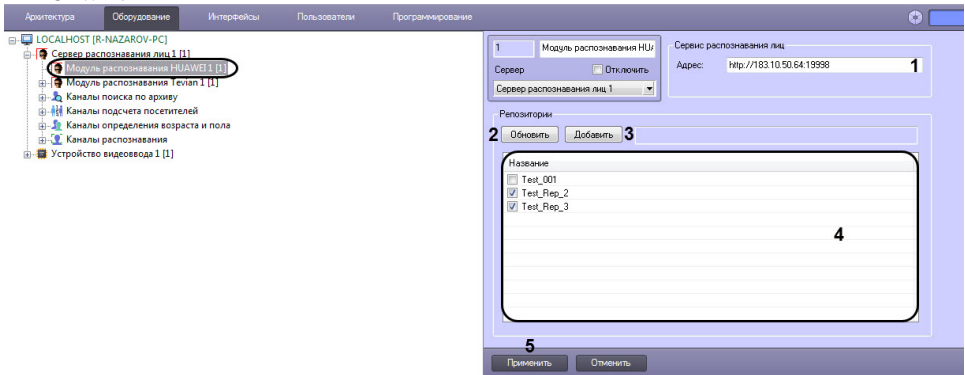 Архитектура Оборудование Интерфейсы Пользователи Программирование
LOCALHOST [R-NAZAROV-PC]
Сервер распознавания лиц 1 [1]
Модуль распознавания HUAWEI 1 [1]
Модуль распознавания Tevian 1 [1]
Каналы поиска по архиву
Каналы подсчета посетителей
Каналы определения возраста и пола
Каналы распознавания
Устройство видеоввода 1 [1]
1 Модуль распознавания HUA
Сервер Отключить
Сервер распознавания лиц 1
Сервис распознавания лиц
Адрес: http://183.10.50.64:19998 1
Репозитории
2 Обновить Добавить 3
Название
Test_001
Test_Rep_2
Test_Rep_3
4
5
Применить Отменить